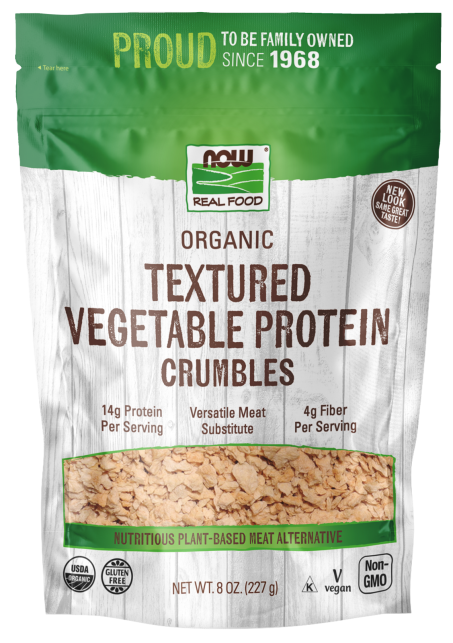 PROUD TO BE FAMILY OWNED
SINCE 1968
Tear here
NOW®
REAL FOOD
NEW
LOOK
SAME GREAT
TASTE!
ORGANIC
TEXTURED
VEGETABLE PROTEIN
CRUMBLES
14g Protein
Per Serving
Versatile Meat
Substitute
4g Fiber
Per Serving
NUTRITIOUS PLANT-BASED MEAT ALTERNATIVE
USDA
ORGANIC
GLUTEN
FREE
NET WT. 8 OZ. (227 g)
K
V
vegan
Non-
GMO